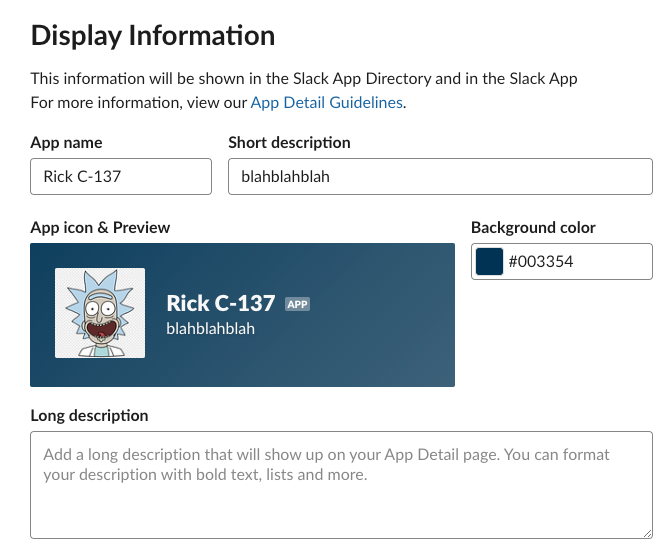 Display Information
This information will be shown in the Slack App Directory and in the Slack App
For more information, view our App Detail Guidelines.
App name
Short description
Rick C-137
blahblahblah
App icon & Preview
Background color
Rick C-137 APP
blahblahblah
#003354
Long description
Add a long description that will show up on your App Detail page. You can format
your description with bold text, lists and more.